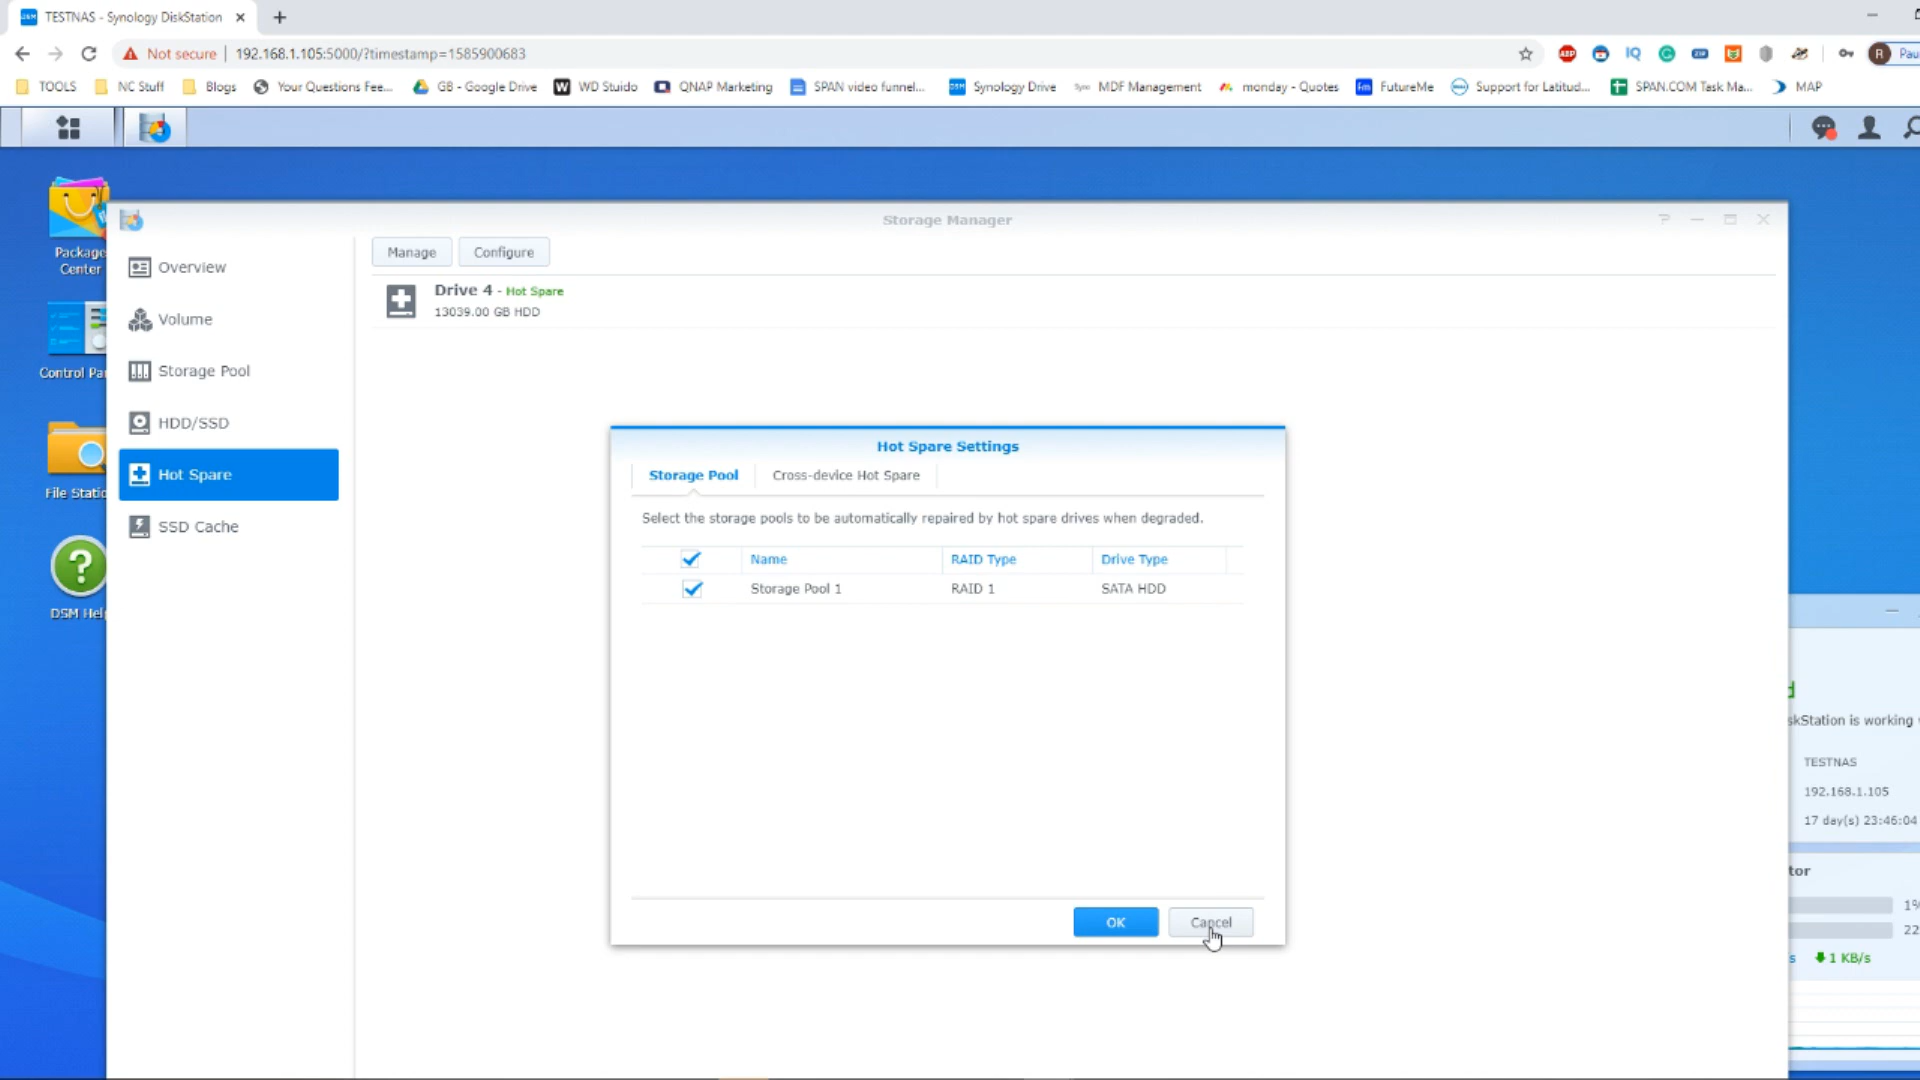 TESTNAS - Synology DiskStation
Not secure | 192.168.1.105:5000/?timestamp=1585900683
ABP
IQ
ZIP
R
Pau
TOOLS
NC Stuff
Blogs
Your Questions Fee...
GB - Google Drive
WD Stuido
QNAP Marketing
SPAN video funnel...
Synology Drive
MDF Management
monday - Quotes
FutureMe
Support for Latitud...
SPAN.COM Task Ma...
MAP
Package
Center
Control Pa
File Static
DSM Hel
Storage Manager
Overview
Volume
Storage Pool
HDD/SSD
Hot Spare
SSD Cache
Manage
Configure
Drive 4 - Hot Spare
13039.00 GB HDD
Hot Spare Settings
Storage Pool
Cross-device Hot Spare
Select the storage pools to be automatically repaired by hot spare drives when degraded.
Name RAID Type Drive Type
Storage Pool 1 RAID 1 SATA HDD
OK
Cancel
skStation is working
TESTNAS
192.168.1.105
17 day(s) 23:46:04
tor
1%
22
s 1 KB/s